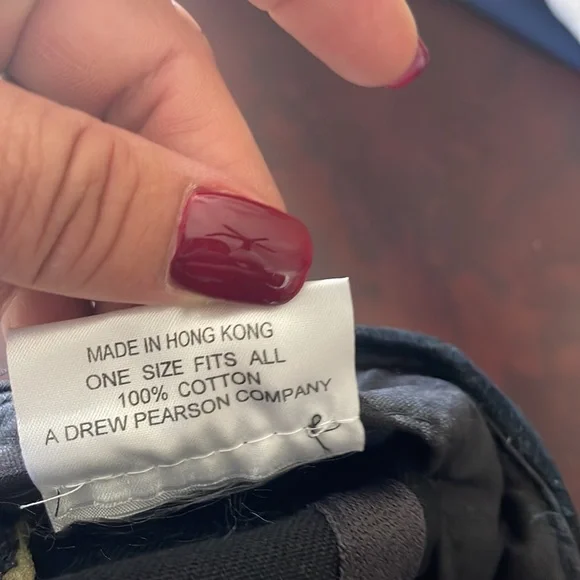 MADE IN HONG KONG
ONE SIZE FITS ALL
100% COTTON
A DREW PEARSON COMPANY